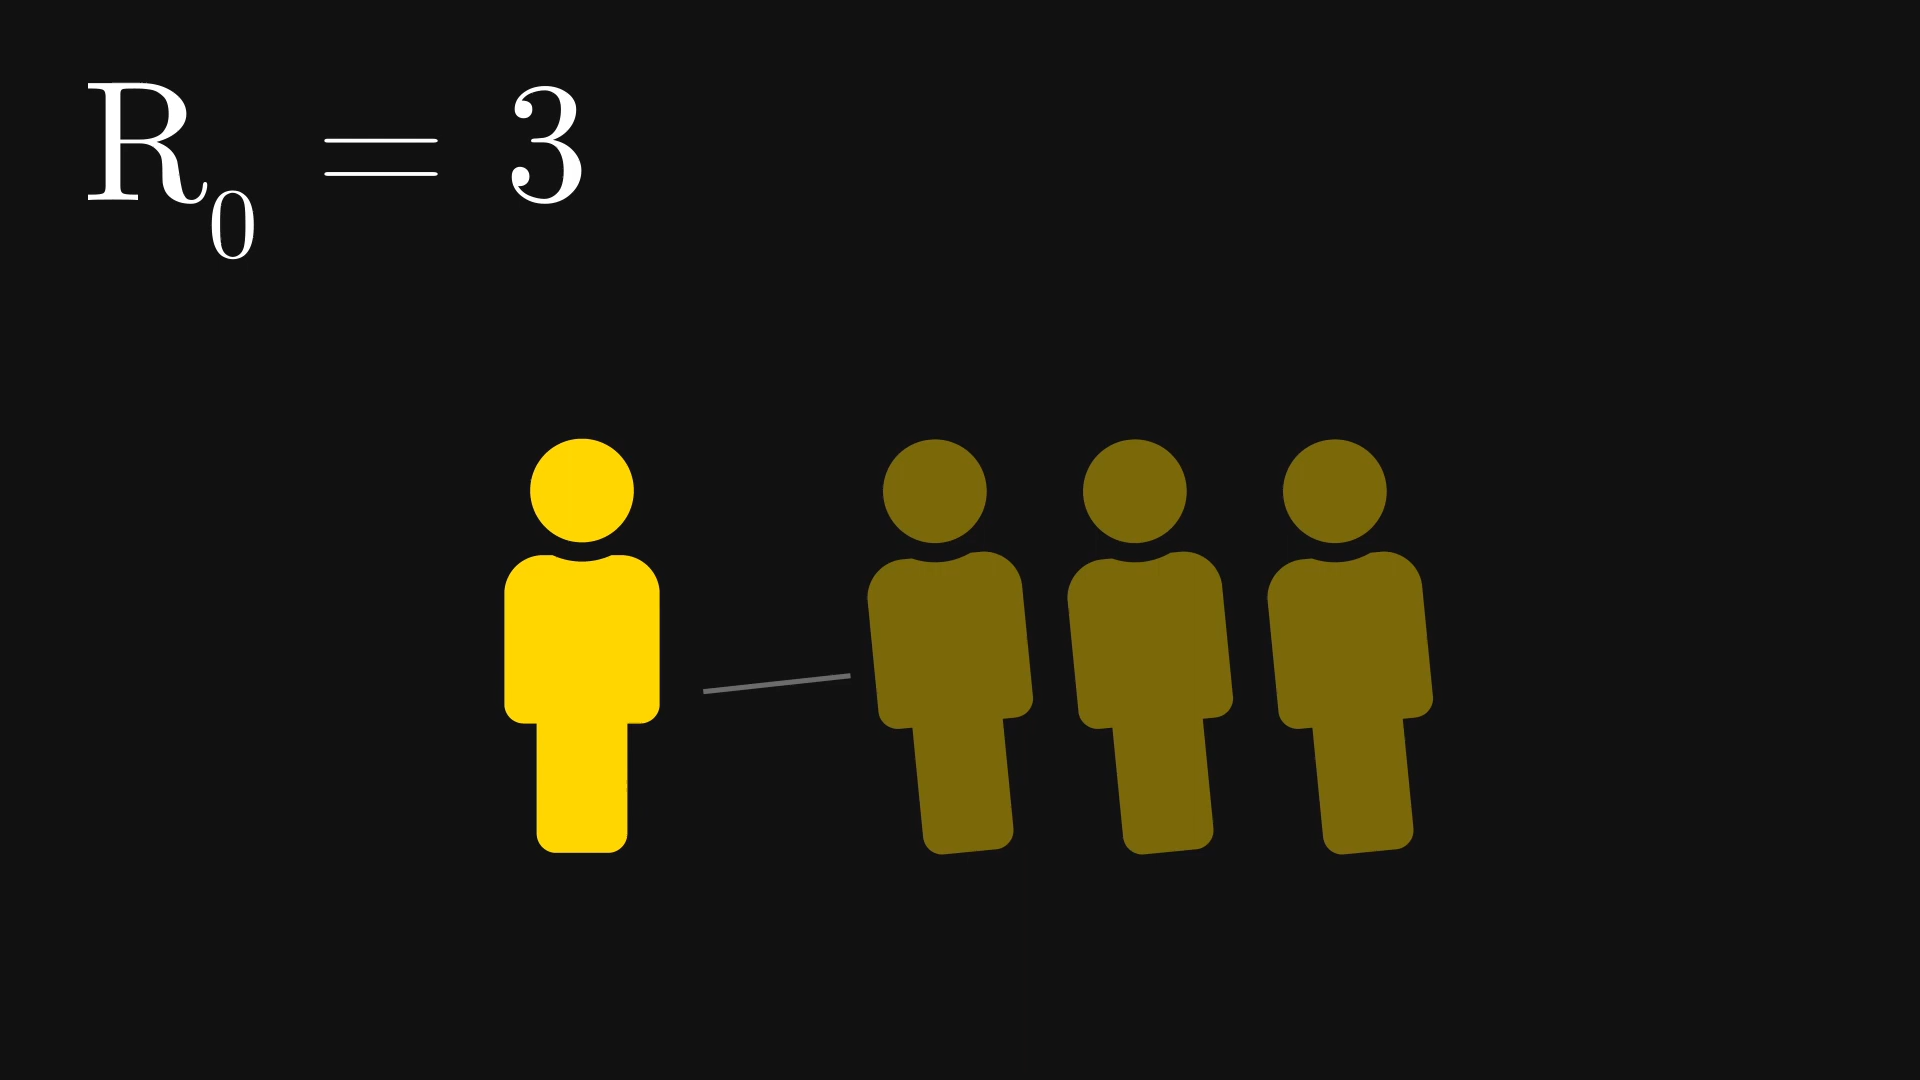 R₀ = 3